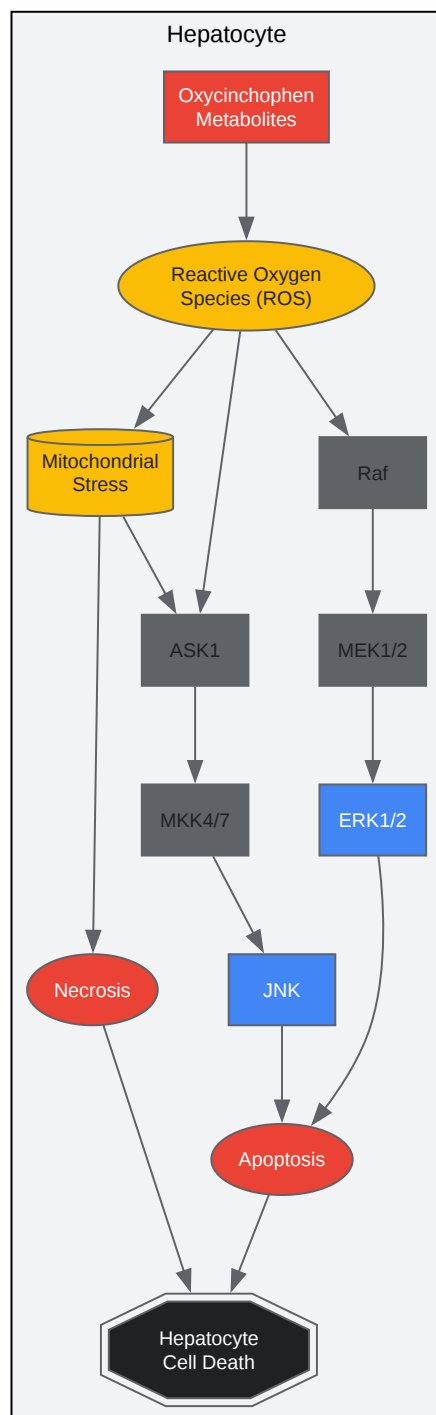 Hepatocyte
Oxycinchophen
Metabolites
Reactive Oxygen
Species (ROS)
Mitochondrial
Stress
Raf
ASK1
MEK1/2
MKK4/7
ERK1/2
Necrosis
JNK
Apoptosis
Hepatocyte
Cell Death